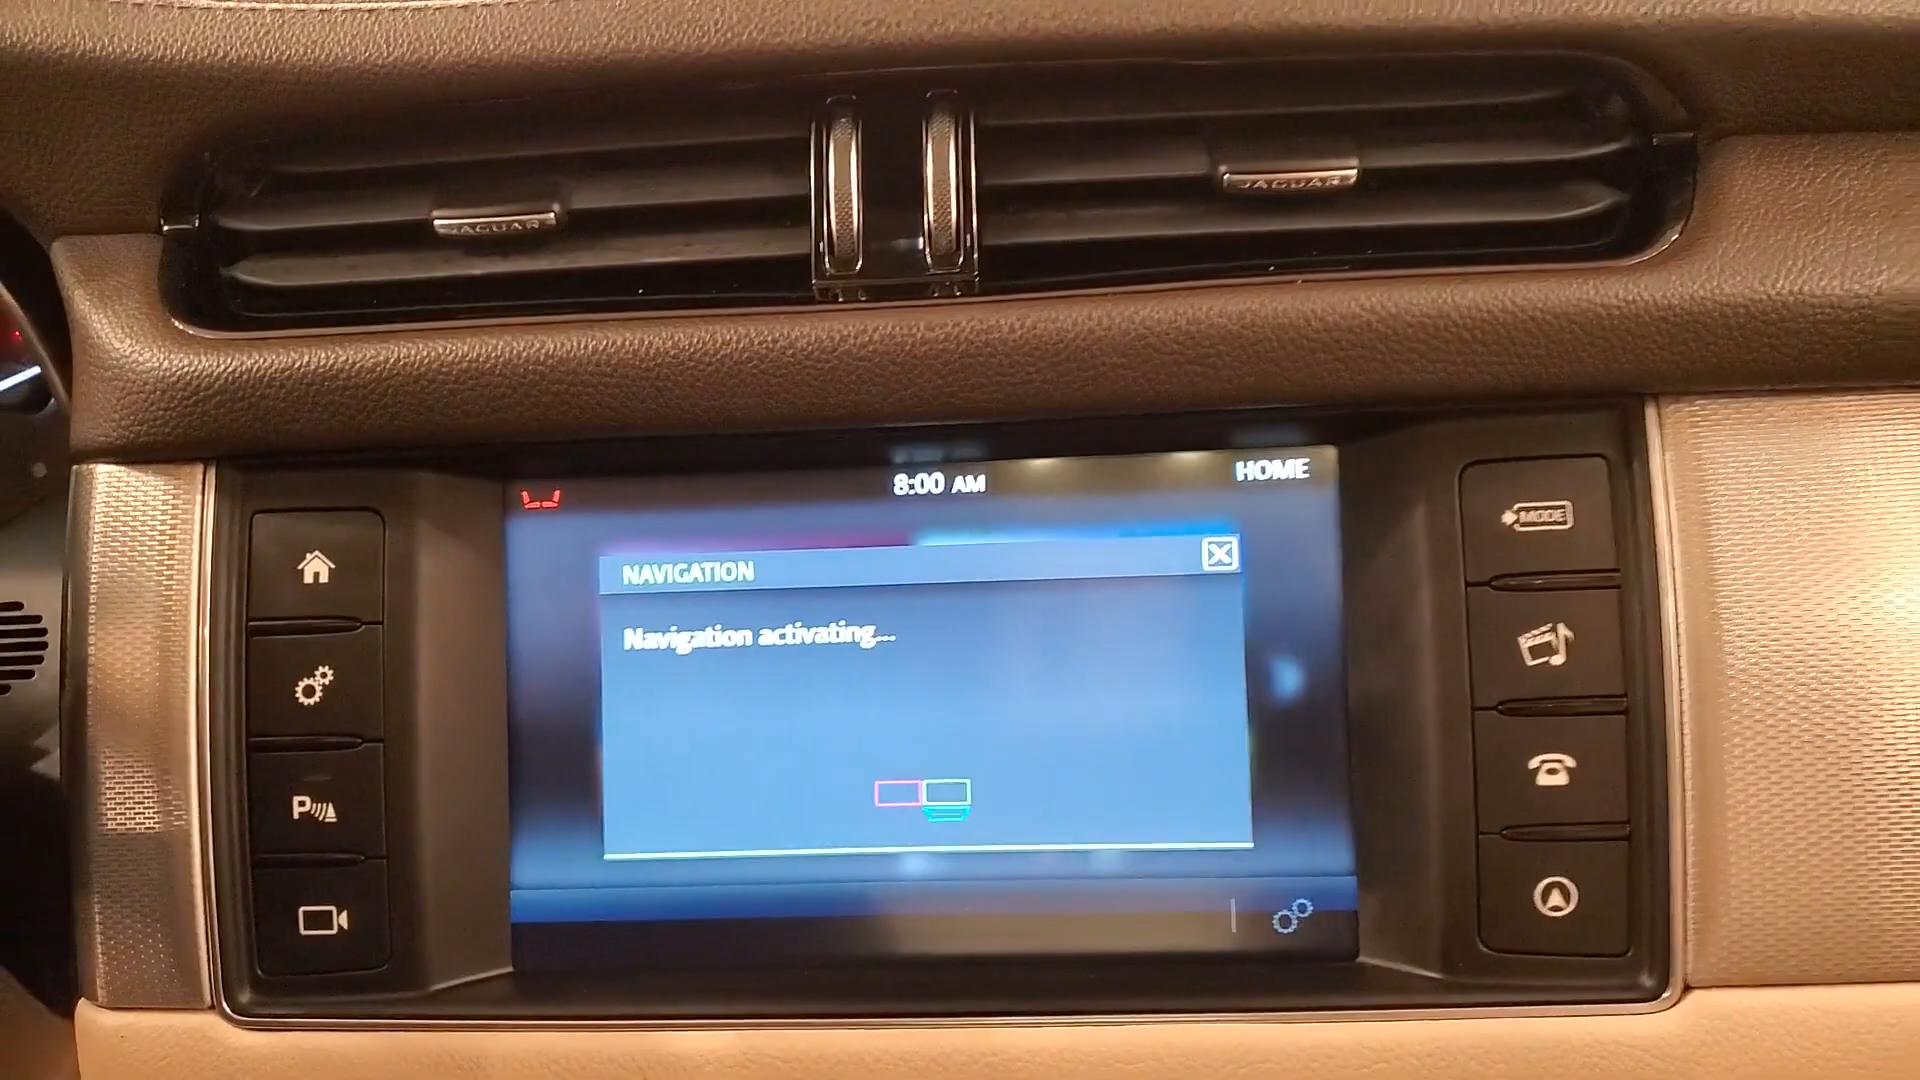 JAGUAR
JAGUAR
8:00 AM
HOME
NAVIGATION
Navigation activating...
MODE
P